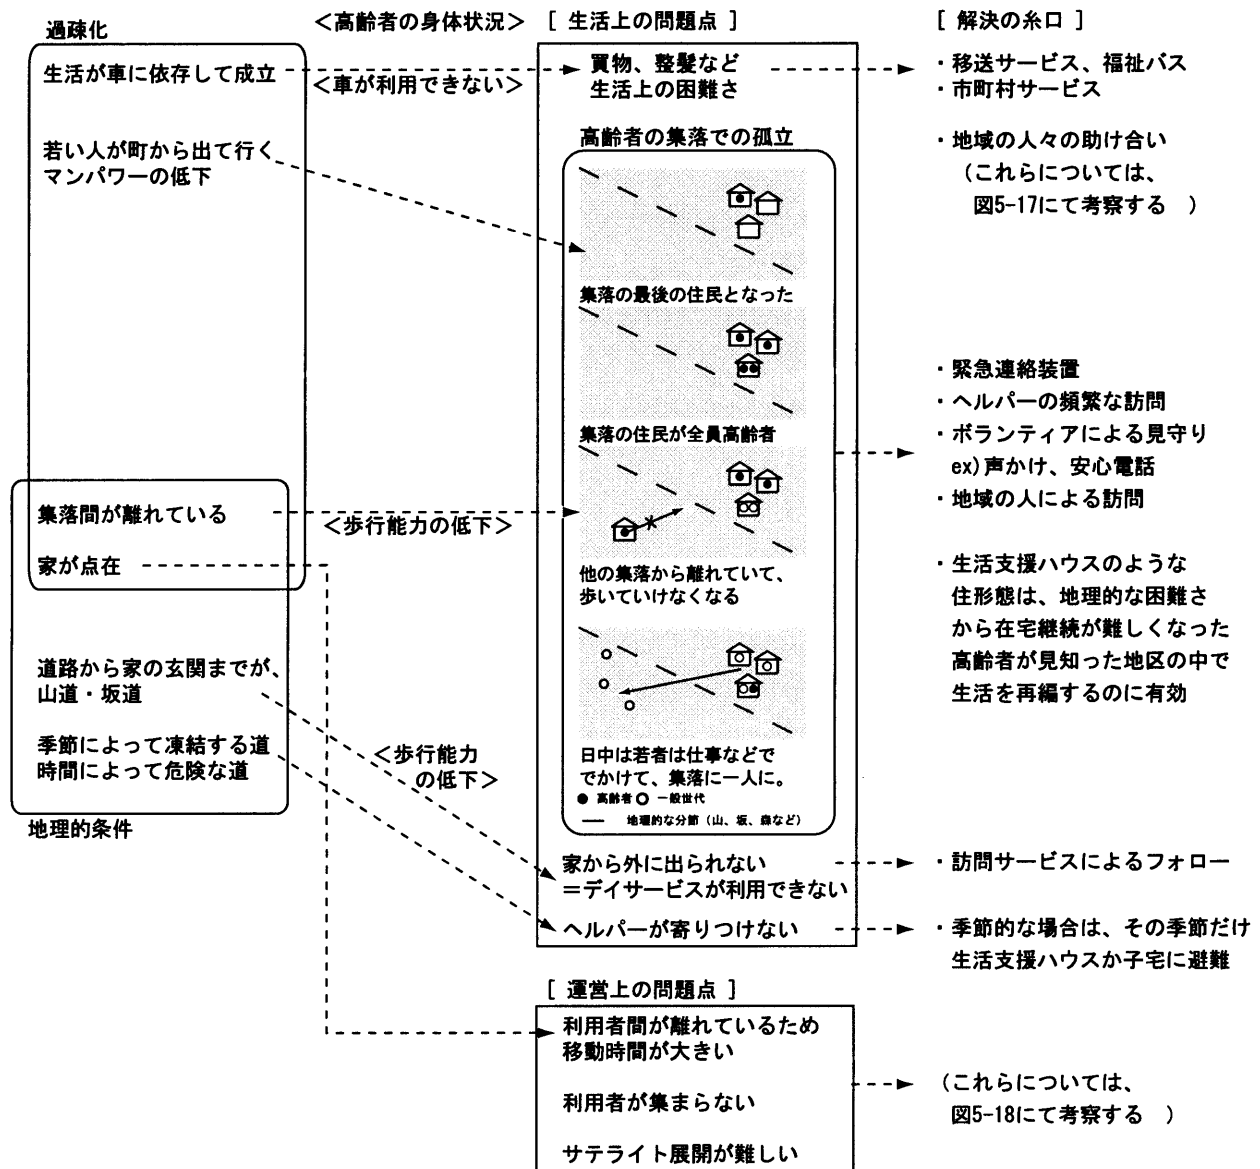 過疎化
生活が車に依存して成立
若い人が町から出て行く
マンパワーの低下
集落間が離れている
家が点在
道路から家の玄関までが、
山道・坂道
季節によって凍結する道
時間によって危険な道
地理的条件
＜高齢者の身体状況＞
＜車が利用できない＞
＜歩行能力の低下＞
＜歩行能力
の低下＞
[ 生活上の問題点 ]
買物、整髪など
生活上の困難さ
高齢者の集落での孤立
集落の最後の住民となった
集落の住民が全員高齢者
他の集落から離れていて、
歩いていけなくなる
日中は若者は仕事などで
でかけて、集落に一人に。
● 高齢者 ○ 一般世代
― 地理的な分節（山、坂、森など）
家から外に出られない
＝デイサービスが利用できない
ヘルパーが寄りつけない
[ 運営上の問題点 ]
利用者間が離れているため
移動時間が大きい
利用者が集まらない
サテライト展開が難しい
[ 解決の糸口 ]
・移送サービス、福祉バス
・市町村サービス
・地域の人々の助け合い
（これらについては、
図5-17にて考察する ）
・緊急連絡装置
・ヘルパーの頻繁な訪問
・ボランティアによる見守り
ex)声かけ、安心電話
・地域の人による訪問
・生活支援ハウスのような
住形態は、地理的な困難さ
から在宅継続が難しくなった
高齢者が見知った地区の中で
生活を再編するのに有効
・訪問サービスによるフォロー
・季節的な場合は、その季節だけ
生活支援ハウスか子宅に避難
（これらについては、
図5-18にて考察する ）